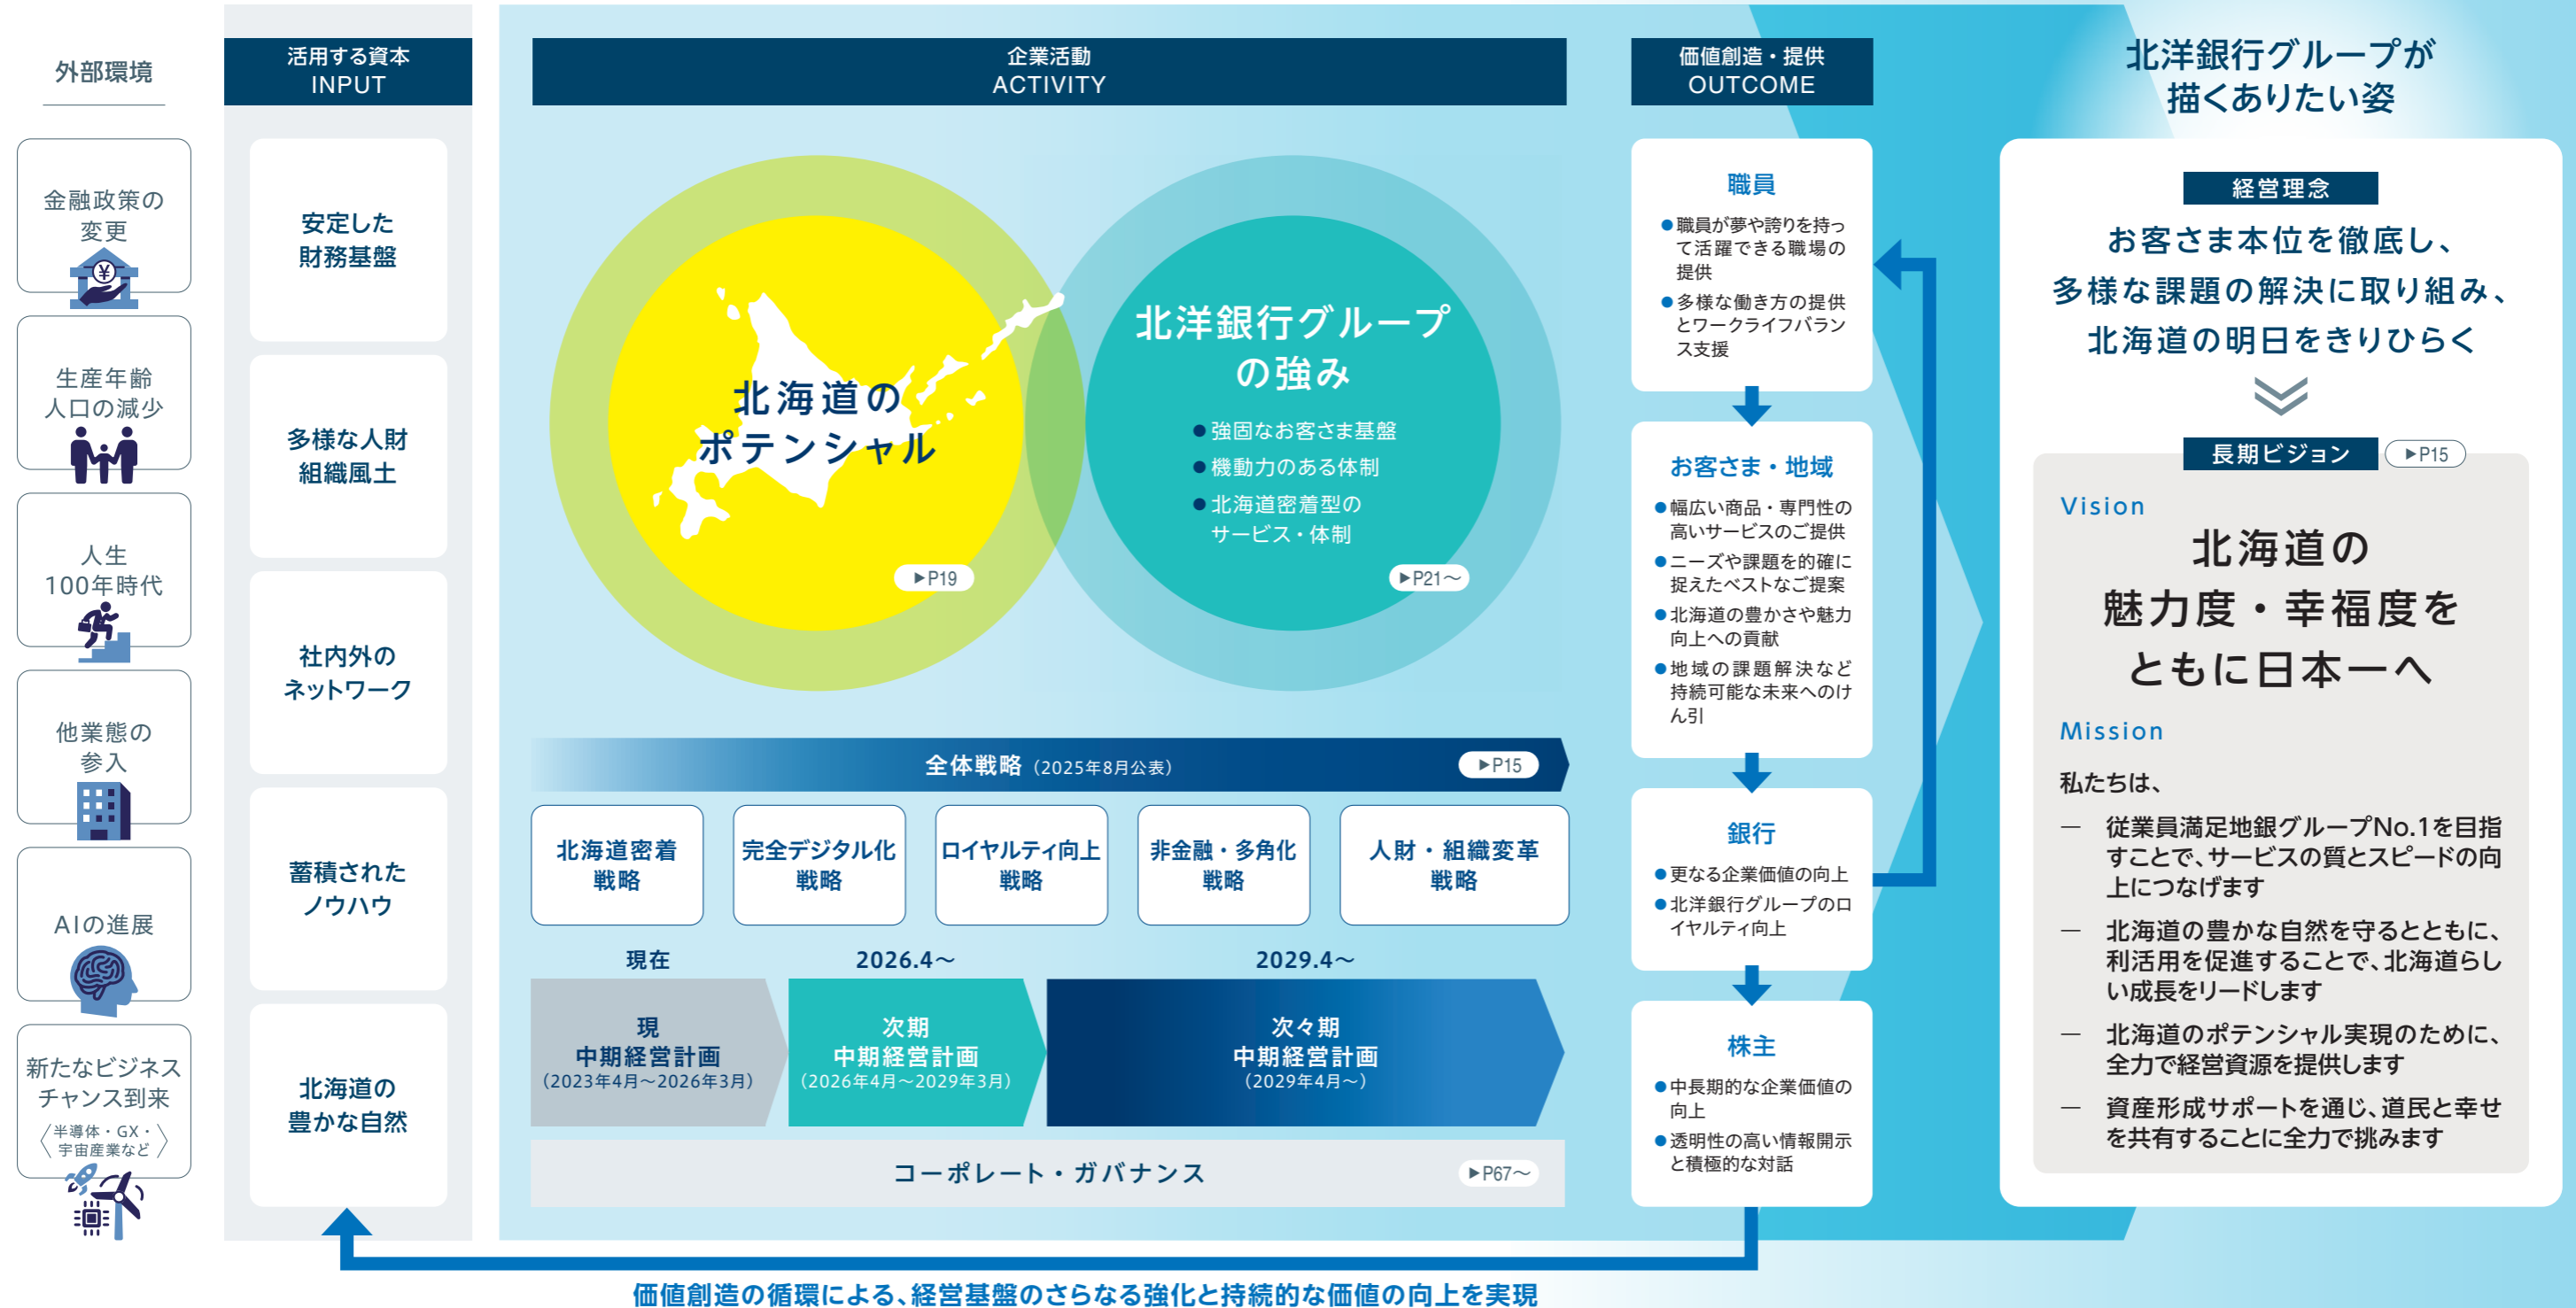 外部環境
金融政策の
変更
¥
生産年齢
人口の減少
人生
100年時代
他業態の
参入
AIの進展
新たなビジネス
チャンス到来
〈半導体・GX・
宇宙産業など〉
活用する資本
INPUT
安定した
財務基盤
多様な人財
組織風土
社内外の
ネットワーク
蓄積された
ノウハウ
北海道の
豊かな自然
企業活動
ACTIVITY
北海道の
ポテンシャル
▶P19
北洋銀行グループ
の強み
●強固なお客さま基盤
●機動力のある体制
●北海道密着型の
サービス・体制
▶P21〜
全体戦略（2025年8月公表）
▶P15
北海道密着
戦略
完全デジタル化
戦略
ロイヤルティ向上
戦略
非金融・多角化
戦略
人財・組織変革
戦略
現在
2026.4〜
2029.4〜
現
中期経営計画
（2023年4月〜2026年3月）
次期
中期経営計画
（2026年4月〜2029年3月）
次々期
中期経営計画
（2029年4月〜）
コーポレート・ガバナンス
▶P67〜
価値創造・提供
OUTCOME
職員
●職員が夢や誇りを持っ
て活躍できる職場の
提供
●多様な働き方の提供
とワークライフバラン
ス支援
お客さま・地域
●幅広い商品・専門性の
高いサービスのご提供
●ニーズや課題を的確に
捉えたベストなご提案
●北海道の豊かさや魅力
向上への貢献
●地域の課題解決など
持続可能な未来へのけ
ん引
銀行
●更なる企業価値の向上
●北洋銀行グループのロ
イヤルティ向上
株主
●中長期的な企業価値の
向上
●透明性の高い情報開示
と積極的な対話
価値創造の循環による、経営基盤のさらなる強化と持続的な価値の向上を実現
北洋銀行グループが
描くありたい姿
経営理念
お客さま本位を徹底し、
多様な課題の解決に取り組み、
北海道の明日をきりひらく
長期ビジョン
▶P15
Vision
北海道の
魅力度・幸福度を
ともに日本一へ
Mission
私たちは、
― 従業員満足地銀グループNo.1を目指
すことで、サービスの質とスピードの向
上につなげます
― 北海道の豊かな自然を守るとともに、
利活用を促進することで、北海道らし
い成長をリードします
― 北海道のポテンシャル実現のために、
全力で経営資源を提供します
― 資産形成サポートを通じ、道民と幸せ
を共有することに全力で挑みます